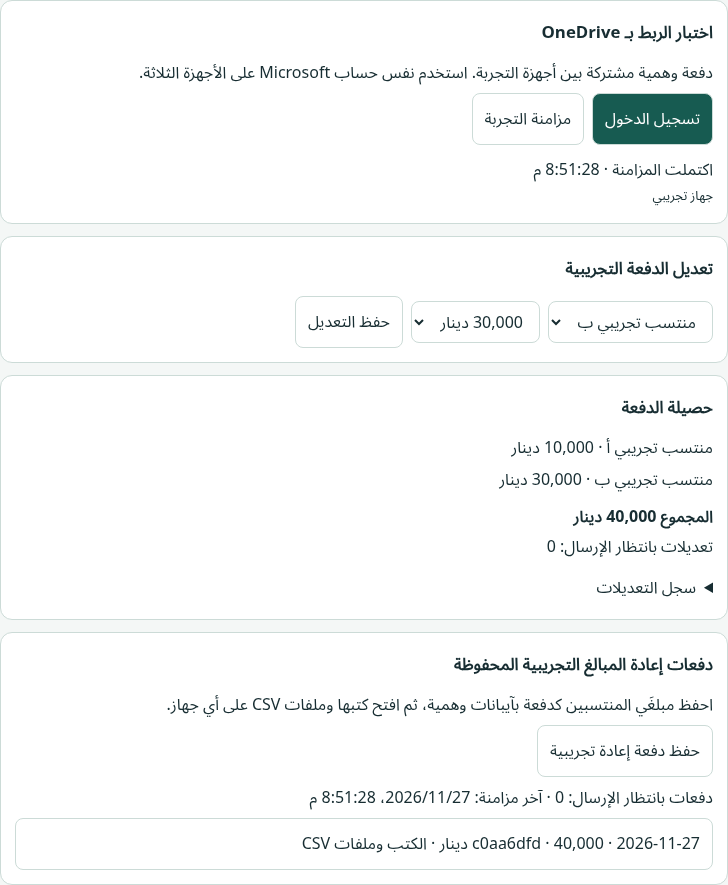 اختبار الربط بـ OneDrive
دفعة وهمية مشتركة بين أجهزة التجربة. استخدم نفس حساب Microsoft على الأجهزة الثلاثة.
تسجيل الدخول
مزامنة التجربة
اكتملت المزامنة · 8:51:28 م
جهاز تجريبي
تعديل الدفعة التجريبية
منتسب تجريبي ب
30,000 دينار
حفظ التعديل
حصيلة الدفعة
منتسب تجريبي أ · 10,000 دينار
منتسب تجريبي ب · 30,000 دينار
المجموع 40,000 دينار
تعديلات بانتظار الإرسال: 0
سجل التعديلات
دفعات إعادة المبالغ التجريبية المحفوظة
احفظ مبلغَي المنتسبين كدفعة بآيبانات وهمية، ثم افتح كتبها وملفات CSV على أي جهاز.
حفظ دفعة إعادة تجريبية
دفعات بانتظار الإرسال: 0 · آخر مزامنة: 2026/11/27، 8:51:28 م
2026-11-27 · c0aa6dfd · 40,000 دينار · الكتب وملفات CSV